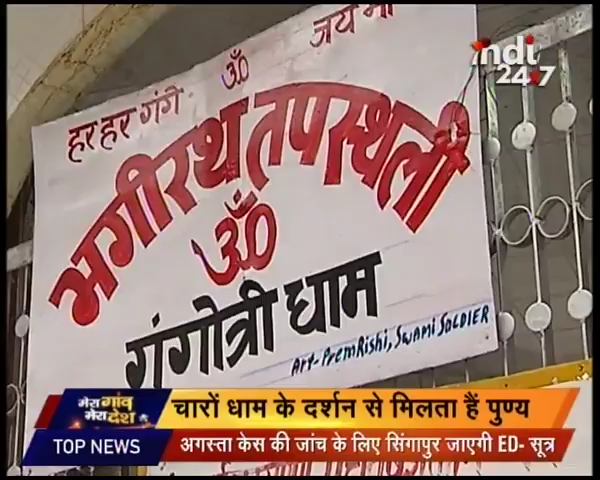 हर हर गंगे ॐ जय
भगीरथ तपस्थली
ॐ
गंगोत्री धाम
Art-PremRishi, Swami SOLDIER
indi
24x7
मेरा गांव
मेरा देश
चारों धाम के दर्शन से मिलता हैं पुण्य
TOP NEWS
अगस्ता केस की जांच के लिए सिंगापुर जाएगी ED- सूत्र